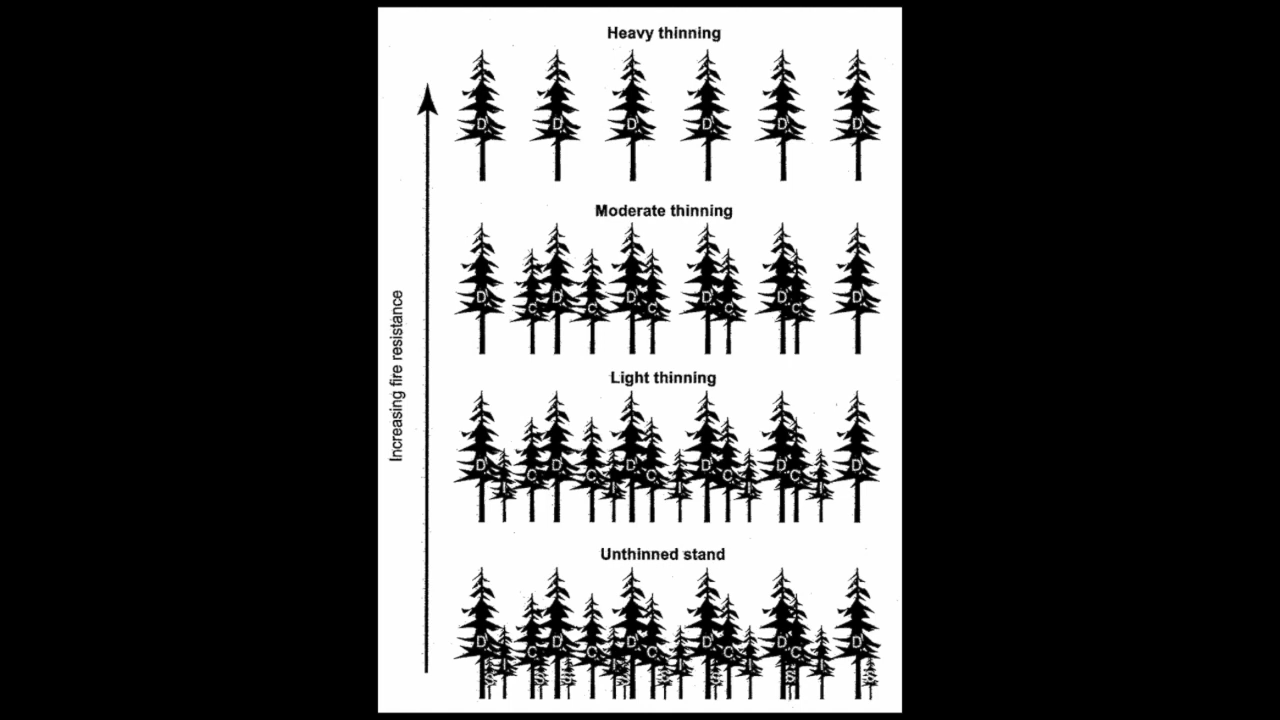 Heavy thinning
D D D D D D
Moderate thinning
D C D C D C D C D C D
Light thinning
D I C D C I D C I D C I D C I D
Unthinned stand
D I C D C I D C I D C I D C I D
Increasing fire resistance